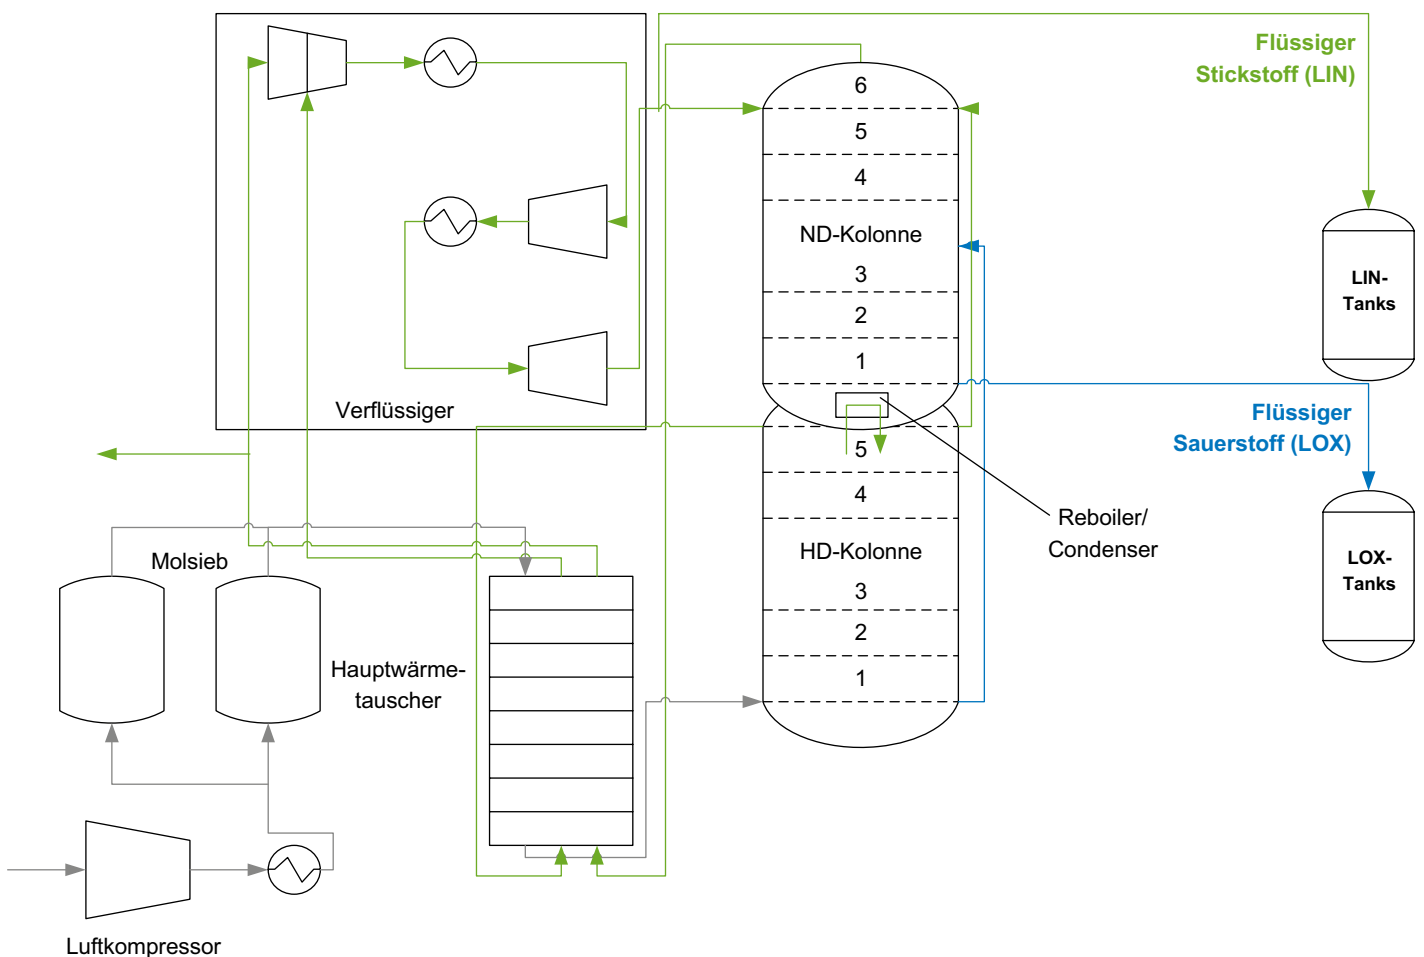 Flüssiger
Stickstoff (LIN)
6
5
4
ND-Kolonne
3
2
1
LIN-
Tanks
Verflüssiger
Flüssiger
Sauerstoff (LOX)
5
4
HD-Kolonne
3
2
1
Reboiler/
Condenser
LOX-
Tanks
Molsieb
Hauptwärme-
tauscher
Luftkompressor